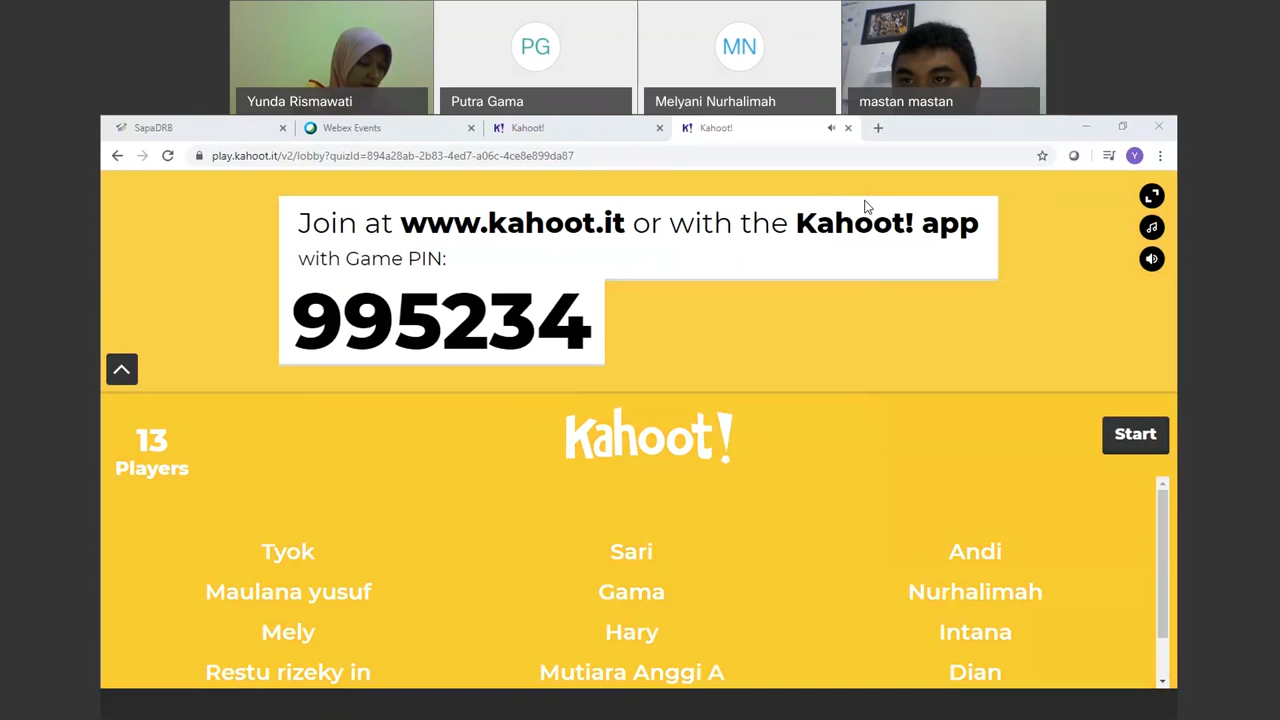 PG
MN
Yunda Rismawati
Putra Gama
Melyani Nurhalimah
mastan mastan
SapaDRB
Webex Events
K! Kahoot!
K! Kahoot!
play.kahoot.it/v2/lobby?quizId=894a28ab-2b83-4ed7-a06c-4ce8e899da87
Y
Join at www.kahoot.it or with the Kahoot! app
with Game PIN:
995234
13
Players
Kahoot!
Start
Tyok
Sari
Andi
Maulana yusuf
Gama
Nurhalimah
Mely
Hary
Intana
Restu rizeky in
Mutiara Anggi A
Dian